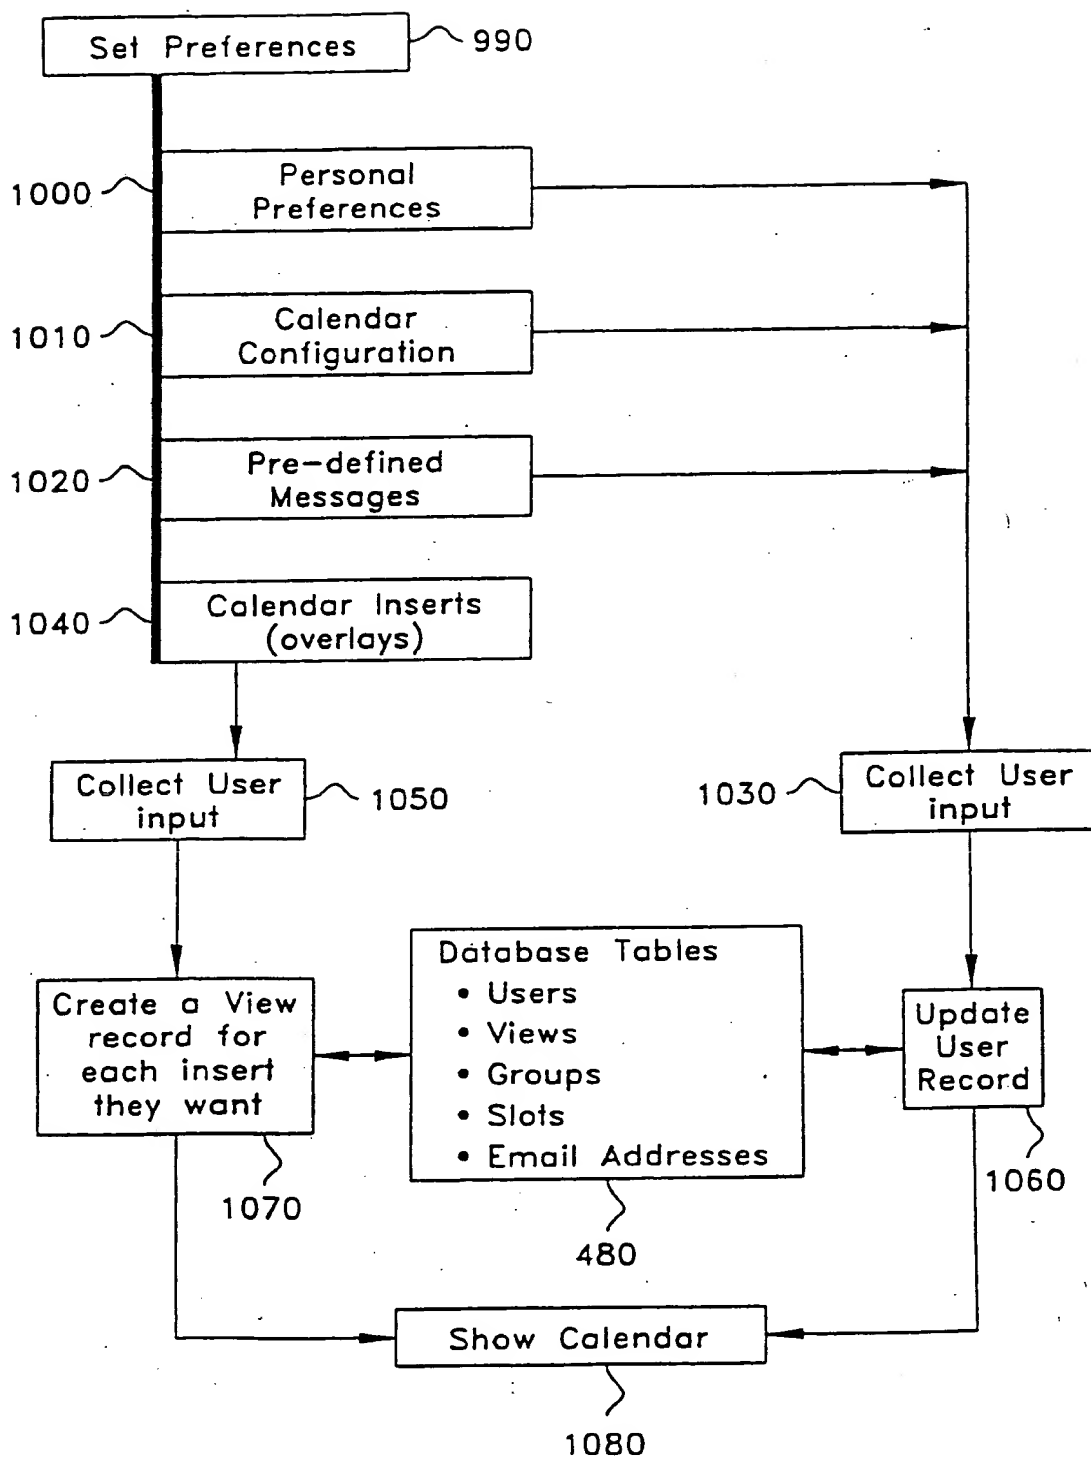 Set Preferences
990
1000
Personal
Preferences
1010
Calendar
Configuration
1020
Pre-defined
Messages
1040
Calendar Inserts
(overlays)
Collect User
input
1050
1030
Collect User
input
Create a View
record for
each insert
they want
1070
Database Tables
• Users
• Views
• Groups
• Slots
• Email Addresses
480
Update
User
Record
1060
Show Calendar
1080